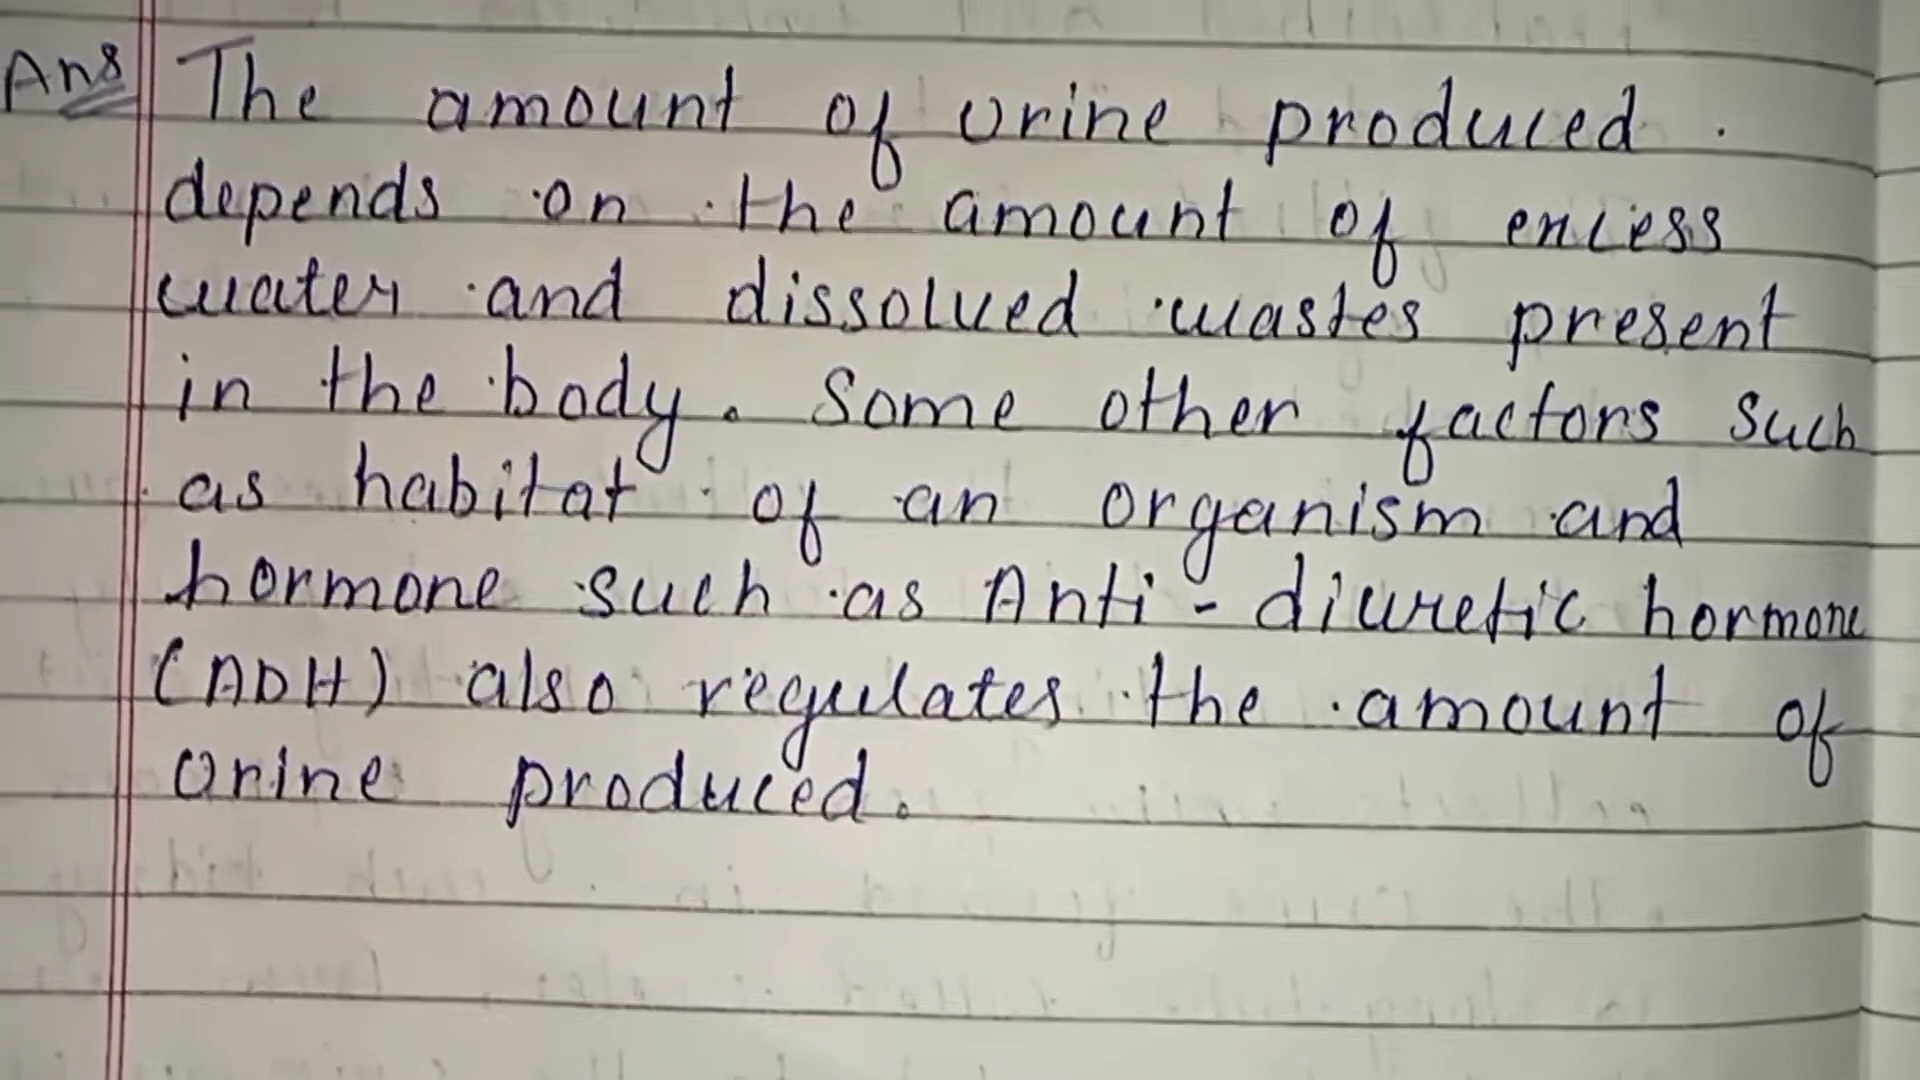 Ans The amount of urine produced
depends on the amount of excess
water and dissolved wastes present
in the body. Some other factors such
as habitat of an organism and
hormone such as Anti-diuretic hormone
(ADH) also regulates the amount of
urine produced.